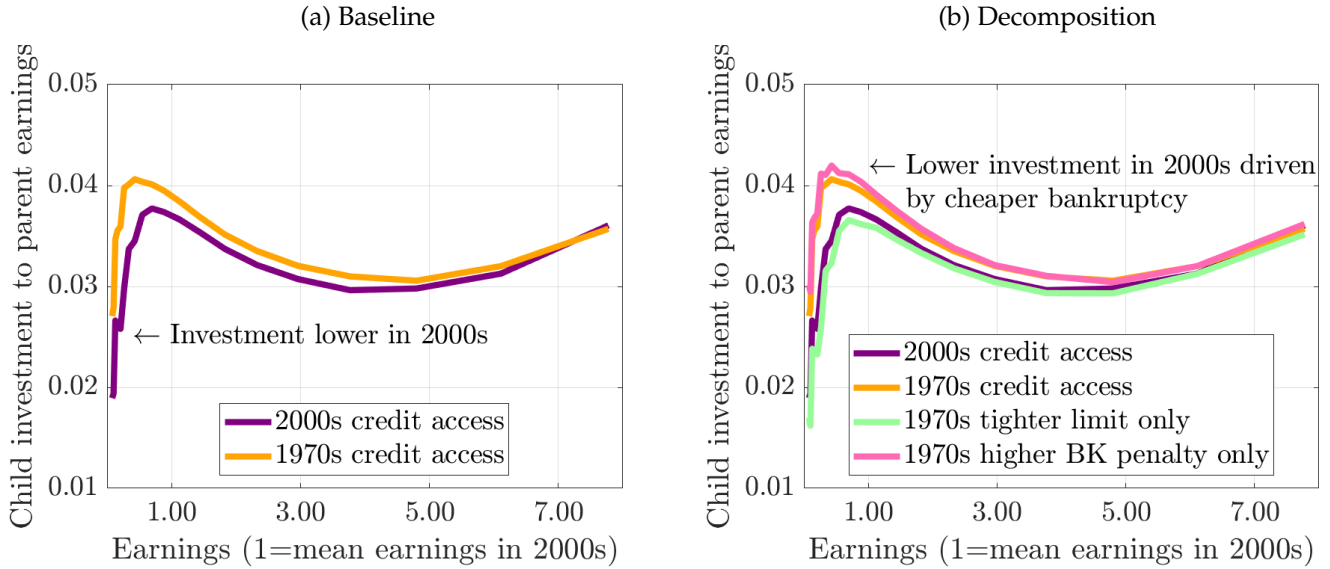 (a) Baseline
Child investment to parent earnings
0.05
0.04
0.03
0.02
0.01
← Investment lower in 2000s
2000s credit access
1970s credit access
1.00 3.00 5.00 7.00
Earnings (1=mean earnings in 2000s)
(b) Decomposition
Child investment to parent earnings
0.05
0.04
0.03
0.02
0.01
← Lower investment in 2000s driven
by cheaper bankruptcy
2000s credit access
1970s credit access
1970s tighter limit only
1970s higher BK penalty only
1.00 3.00 5.00 7.00
Earnings (1=mean earnings in 2000s)